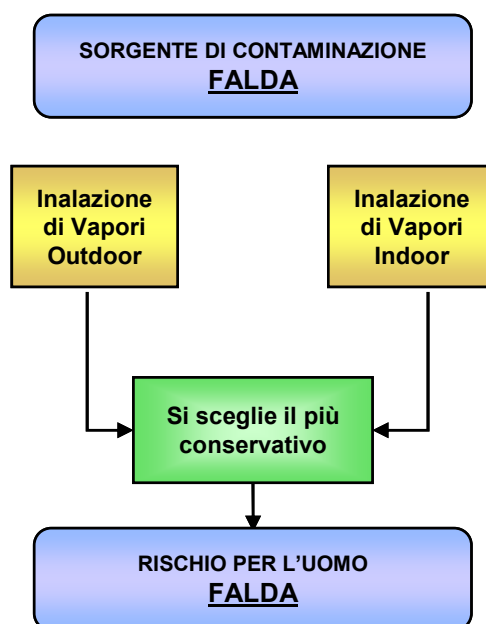 SORGENTE DI CONTAMINAZIONE
FALDA
Inalazione
di Vapori
Outdoor
Inalazione
di Vapori
Indoor
Si sceglie il più
conservativo
RISCHIO PER L'UOMO
FALDA